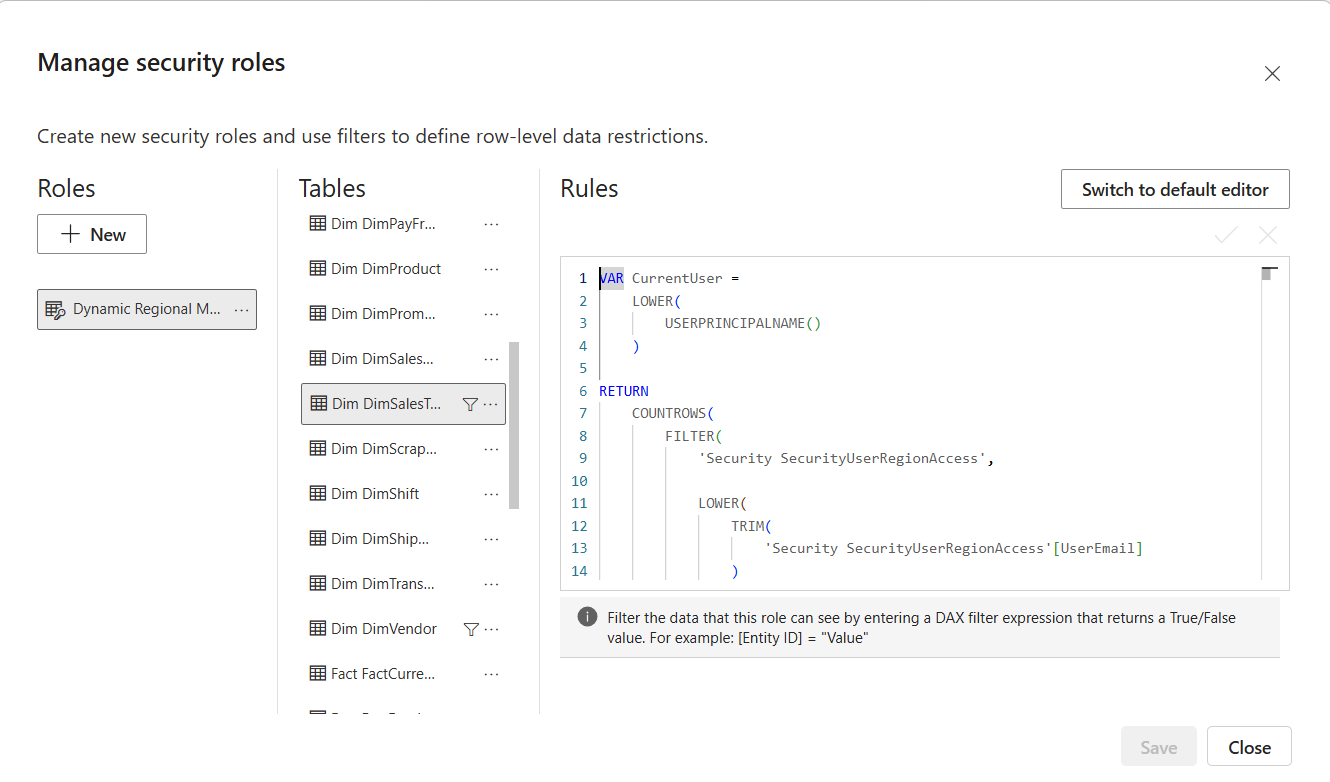 Manage security roles
Create new security roles and use filters to define row-level data restrictions.
Roles
New
Dynamic Regional M... ...
Tables
Dim DimPayFr... ...
Dim DimProduct ...
Dim DimProm... ...
Dim DimSales... ...
Dim DimSalesT... ...
Dim DimScrap... ...
Dim DimShift ...
Dim DimShip... ...
Dim DimTrans... ...
Dim DimVendor ...
Fact FactCurre... ...
Rules
Switch to default editor
1 VAR CurrentUser =
2 LOWER(
3 USERPRINCIPALNAME()
4 )
5
6 RETURN
7 COUNTROWS(
8 FILTER(
9 'Security SecurityUserRegionAccess',
10
11 LOWER(
12 TRIM(
13 'Security SecurityUserRegionAccess'[UserEmail]
14 )
Filter the data that this role can see by entering a DAX filter expression that returns a True/False
value. For example: [Entity ID] = "Value"
Save
Close